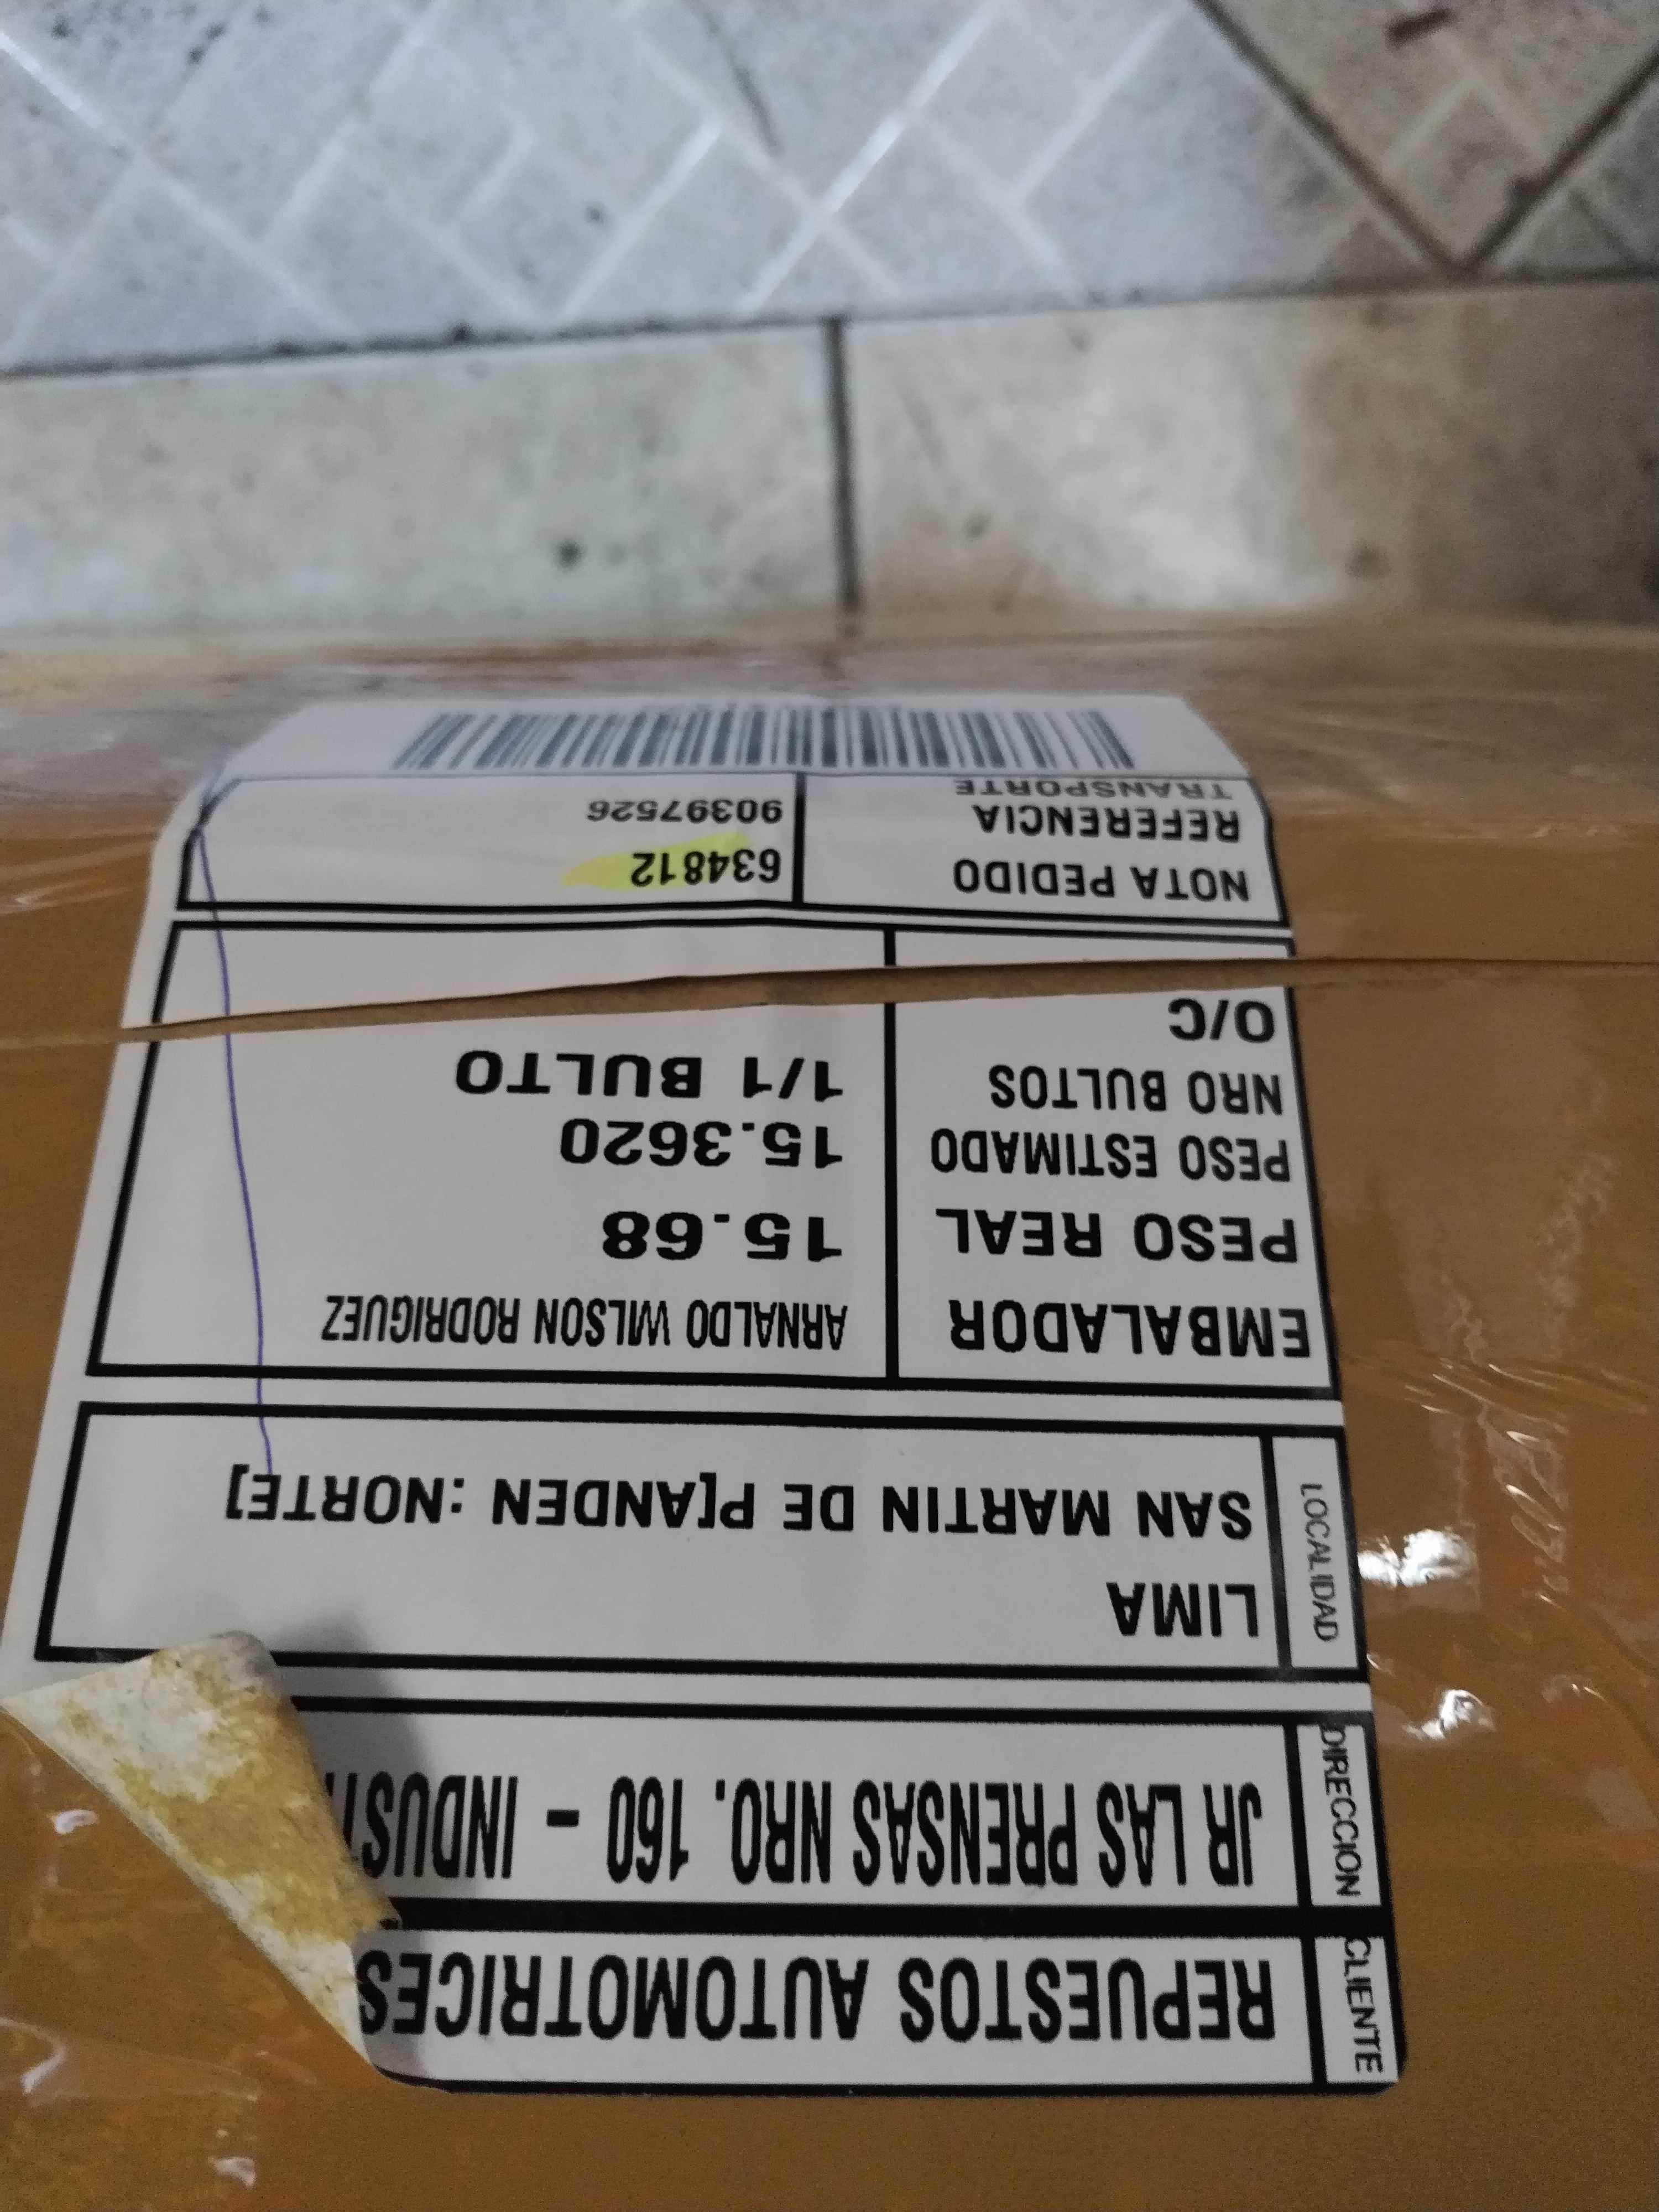 CLIENTE
REPUESTOS AUTOMOTRICES
DIRECCION
JR LAS PRENSAS NRO. 160 - INDUST
LOCALIDAD
LIMA
SAN MARTIN DE P[ANDEN :NORTE]
EMBALADOR ARNALDO WILSON RODRIGUEZ
PESO REAL 15.68
PESO ESTIMADO 15.3620
NRO BULTOS 1/1 BULTO
O/C
NOTA PEDIDO 634812
REFERENCIA 90397526
TRANSPORTE